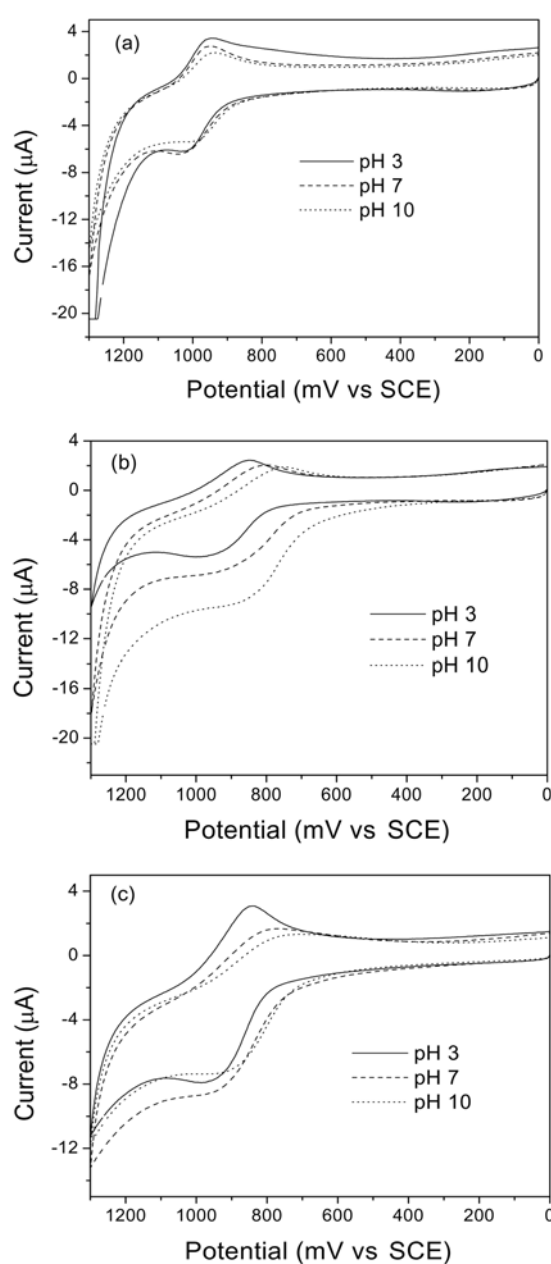 (a)
4
0
-4
-8
-12
-16
-20
Current (μA)
pH 3
pH 7
pH 10
1200 1000 800 600 400 200 0
Potential (mV vs SCE)
(b)
4
0
-4
-8
-12
-16
-20
Current (μA)
pH 3
pH 7
pH 10
1200 1000 800 600 400 200 0
Potential (mV vs SCE)
(c)
4
0
-4
-8
-12
Current (μA)
pH 3
pH 7
pH 10
1200 1000 800 600 400 200 0
Potential (mV vs SCE)